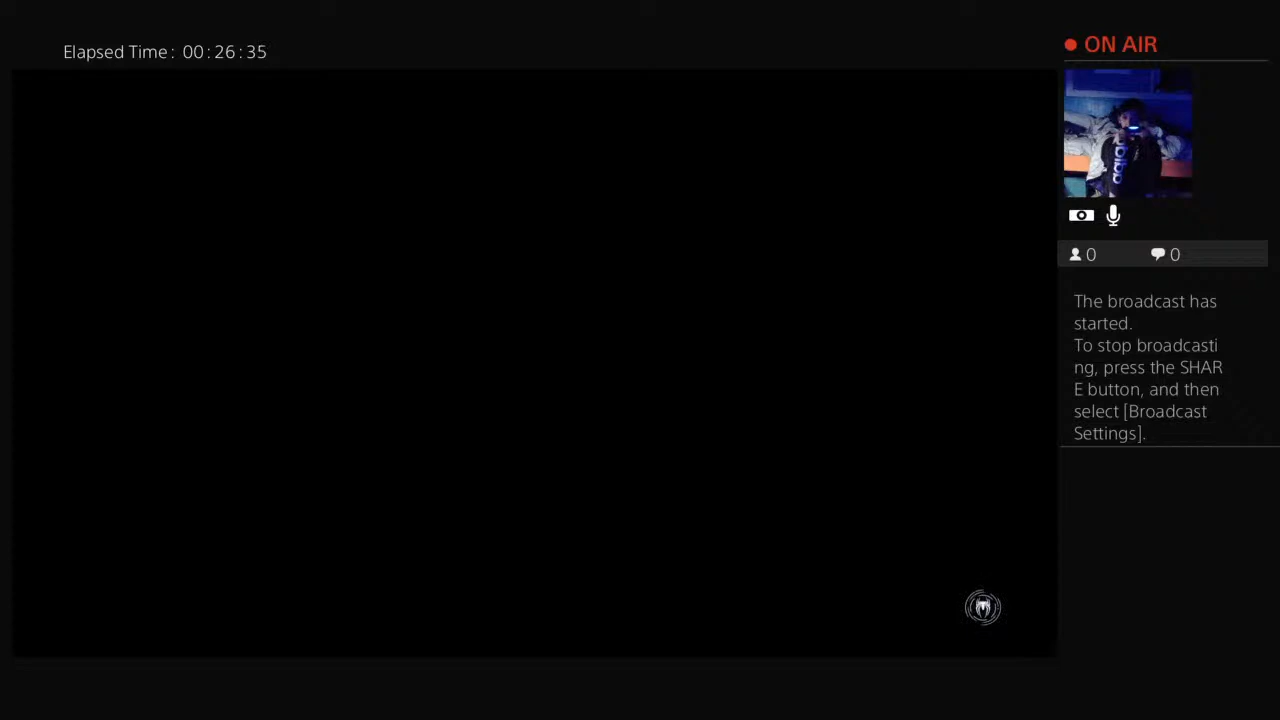 Elapsed Time: 00:26:35
ON AIR
adidas
0 0
The broadcast has
started.
To stop broadcasti
ng, press the SHAR
E button, and then
select [Broadcast
Settings].